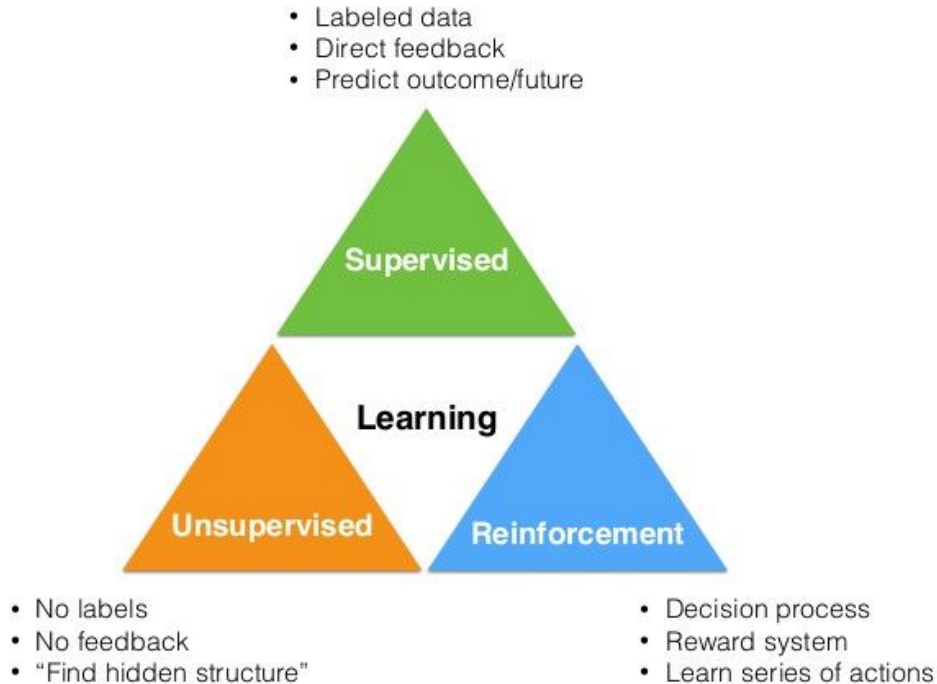 • Labeled data
• Direct feedback
• Predict outcome/future
Supervised
Learning
Unsupervised
Reinforcement
• No labels
• No feedback
• “Find hidden structure”
• Decision process
• Reward system
• Learn series of actions